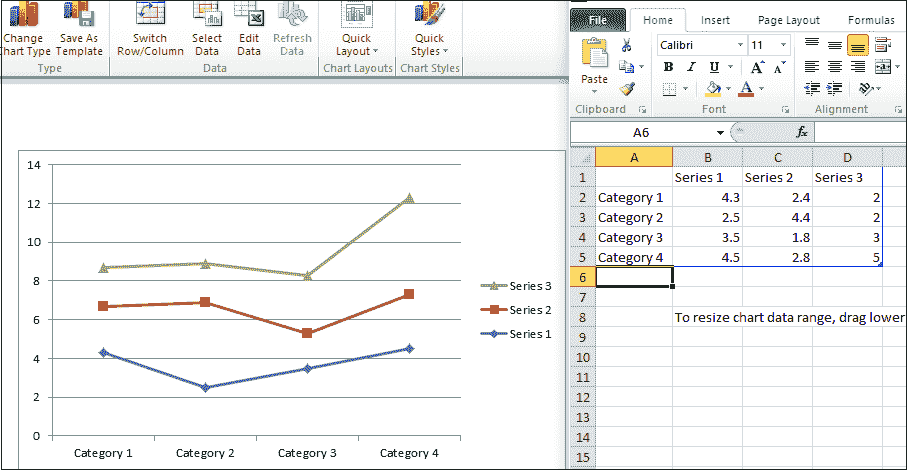 Change
Chart Type
Save As
Template
Switch
Row/Column
Select
Data
Edit
Data
Refresh
Data
Quick
Layout
Quick
Styles
Type
Data
Chart Layouts
Chart Styles
14
12
10
8
6
4
2
0
Category 1 Category 2 Category 3 Category 4
Series 3
Series 2
Series 1
File Home Insert Page Layout Formulas
Paste
Calibri 11
B I U A A
A
Clipboard Font Alignment
A6 fx
A B C D
1 Series 1 Series 2 Series 3
2 Category 1 4.3 2.4 2
3 Category 2 2.5 4.4 2
4 Category 3 3.5 1.8 3
5 Category 4 4.5 2.8 5
6
7
8 To resize chart data range, drag lower
9
10
11
12
13
14
15